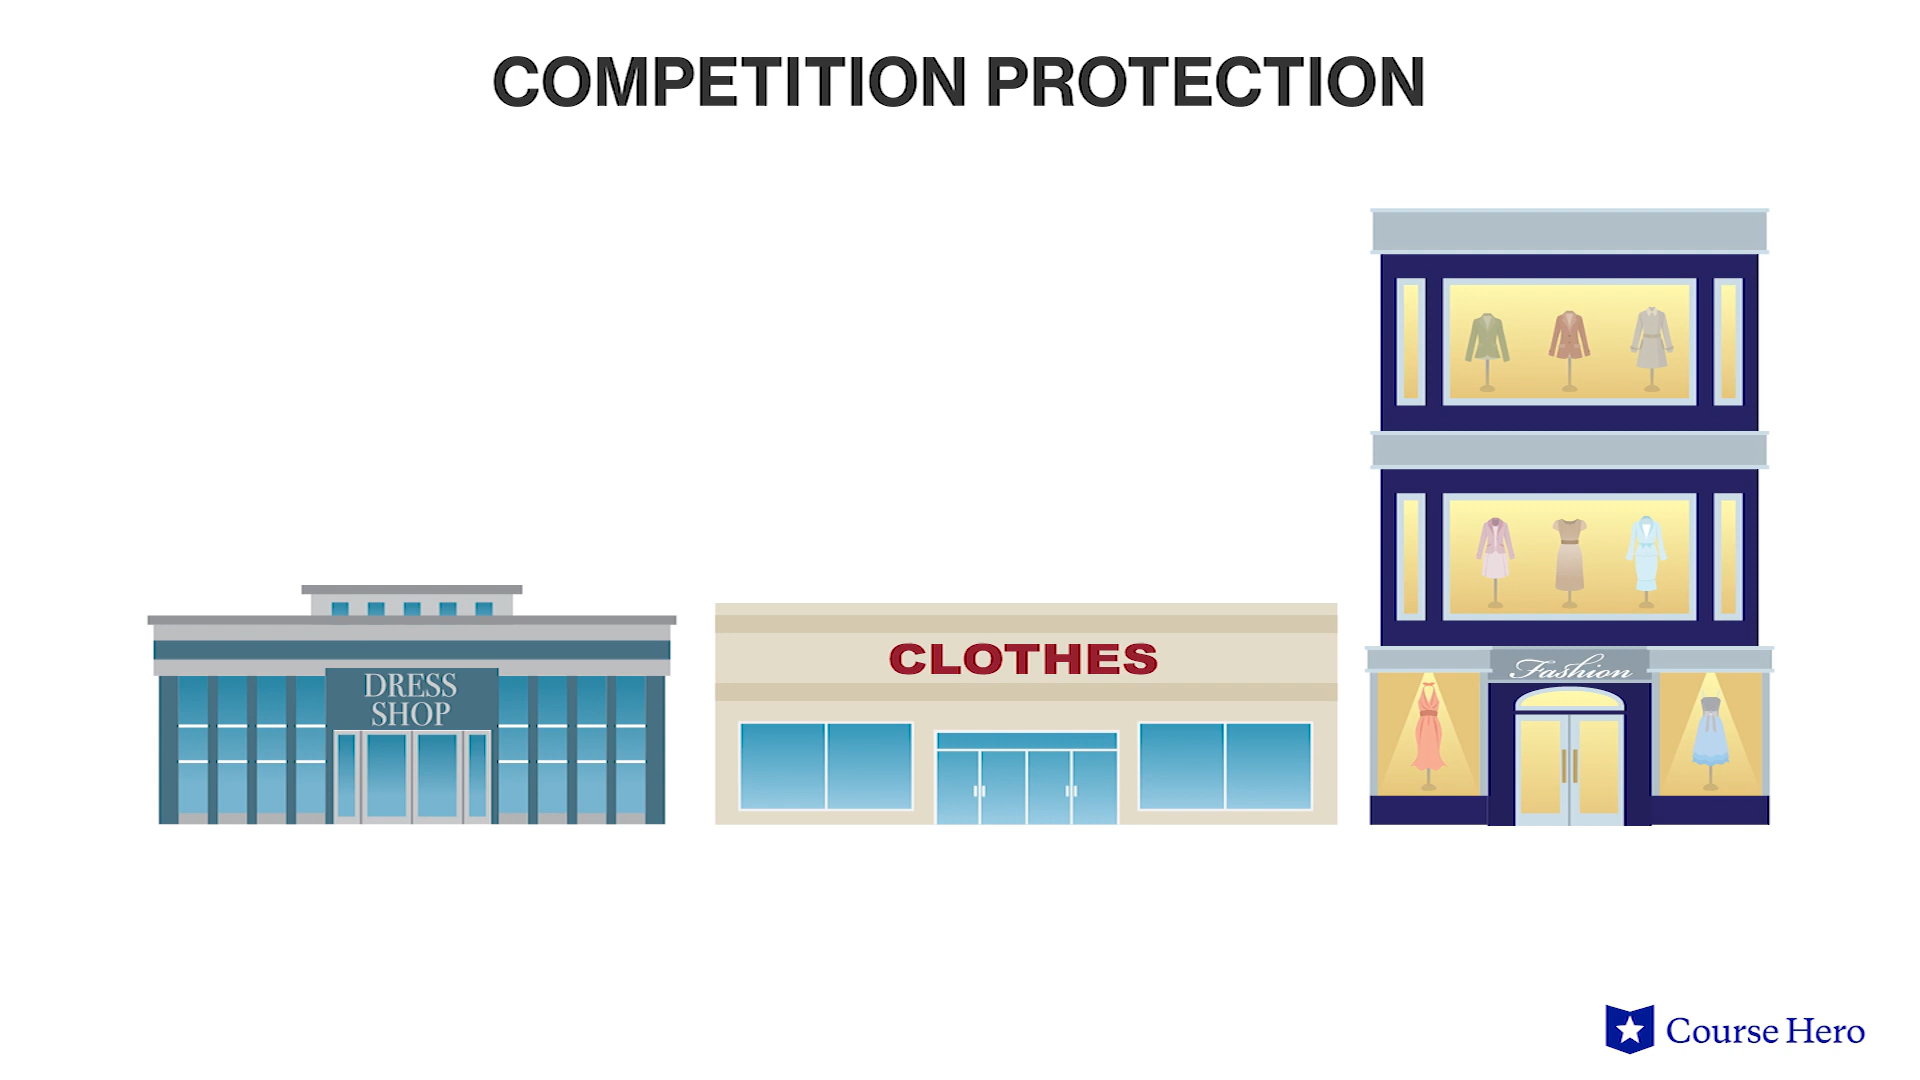 COMPETITION PROTECTION
DRESS
SHOP
CLOTHES
Fashion
Course Hero